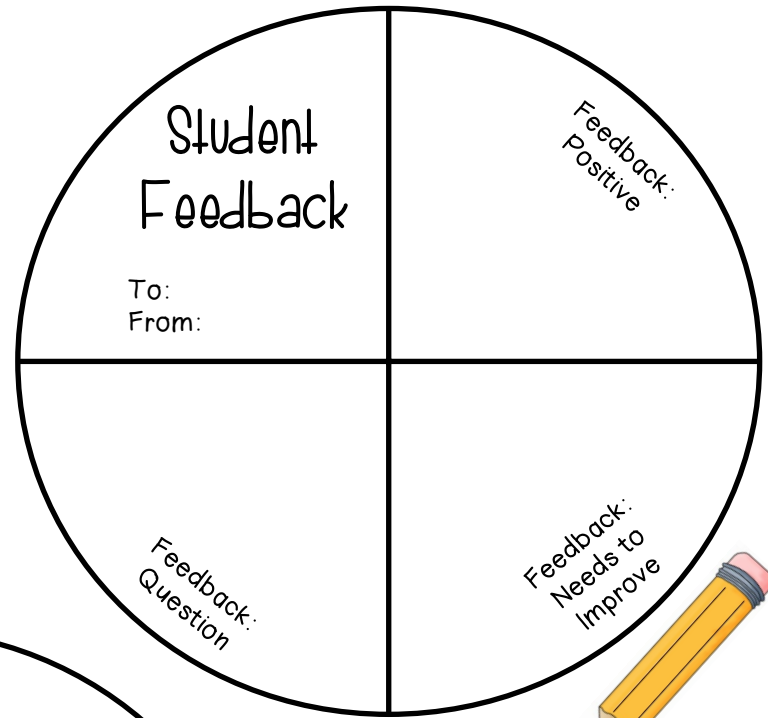 Student
Feedback
To:
From:
Feedback:
Positive
Feedback:
Question
Feedback:
Needs to
Improve